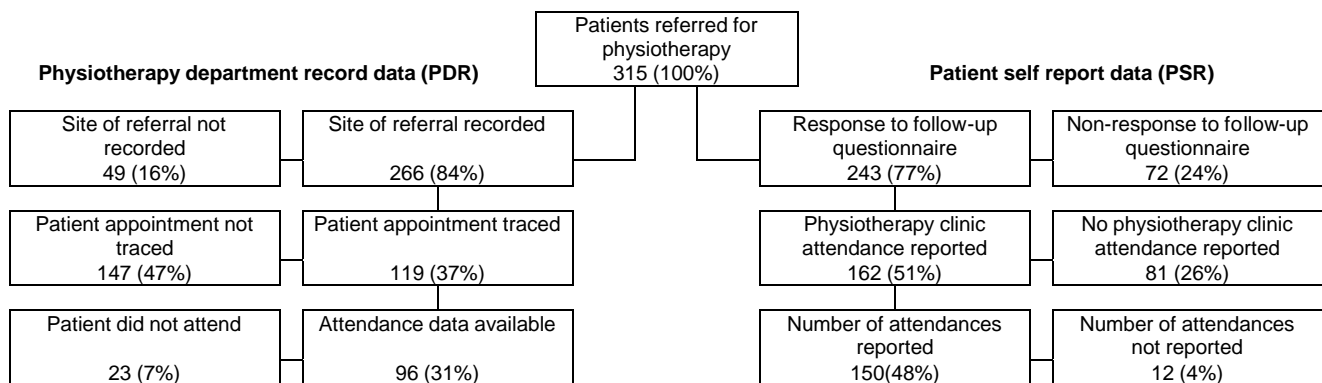 Patients referred for
physiotherapy
315 (100%)
Physiotherapy department record data (PDR)
Patient self report data (PSR)
Site of referral not
recorded
49 (16%)
Site of referral recorded
266 (84%)
Response to follow-up
questionnaire
243 (77%)
Non-response to follow-up
questionnaire
72 (24%)
Patient appointment not
traced
147 (47%)
Patient appointment traced
119 (37%)
Physiotherapy clinic
attendance reported
162 (51%)
No physiotherapy clinic
attendance reported
81 (26%)
Patient did not attend
23 (7%)
Attendance data available
96 (31%)
Number of attendances
reported
150(48%)
Number of attendances
not reported
12 (4%)